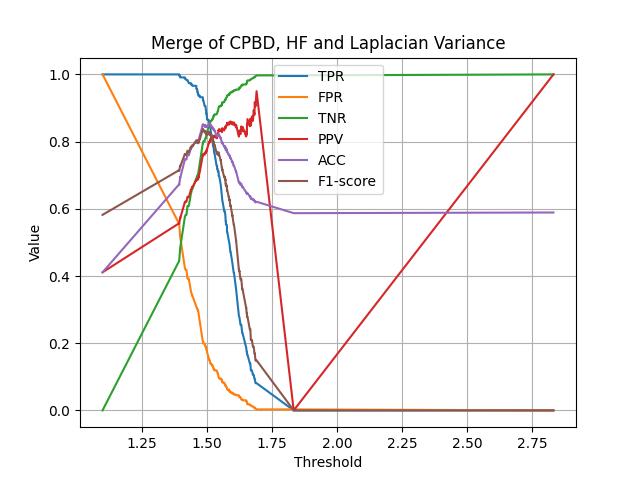 Merge of CPBD, HF and Laplacian Variance
1.0
0.8
0.6
0.4
0.2
0.0
Value
TPR
FPR
TNR
PPV
ACC
F1-score
1.25 1.50 1.75 2.00 2.25 2.50 2.75
Threshold